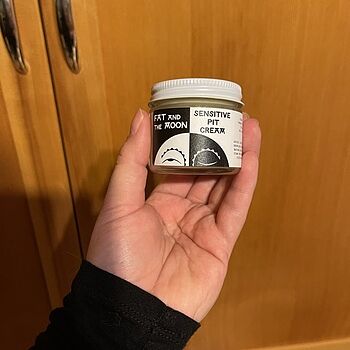 FAT AND
THE MOON
SENSITIVE
PIT
CREAM